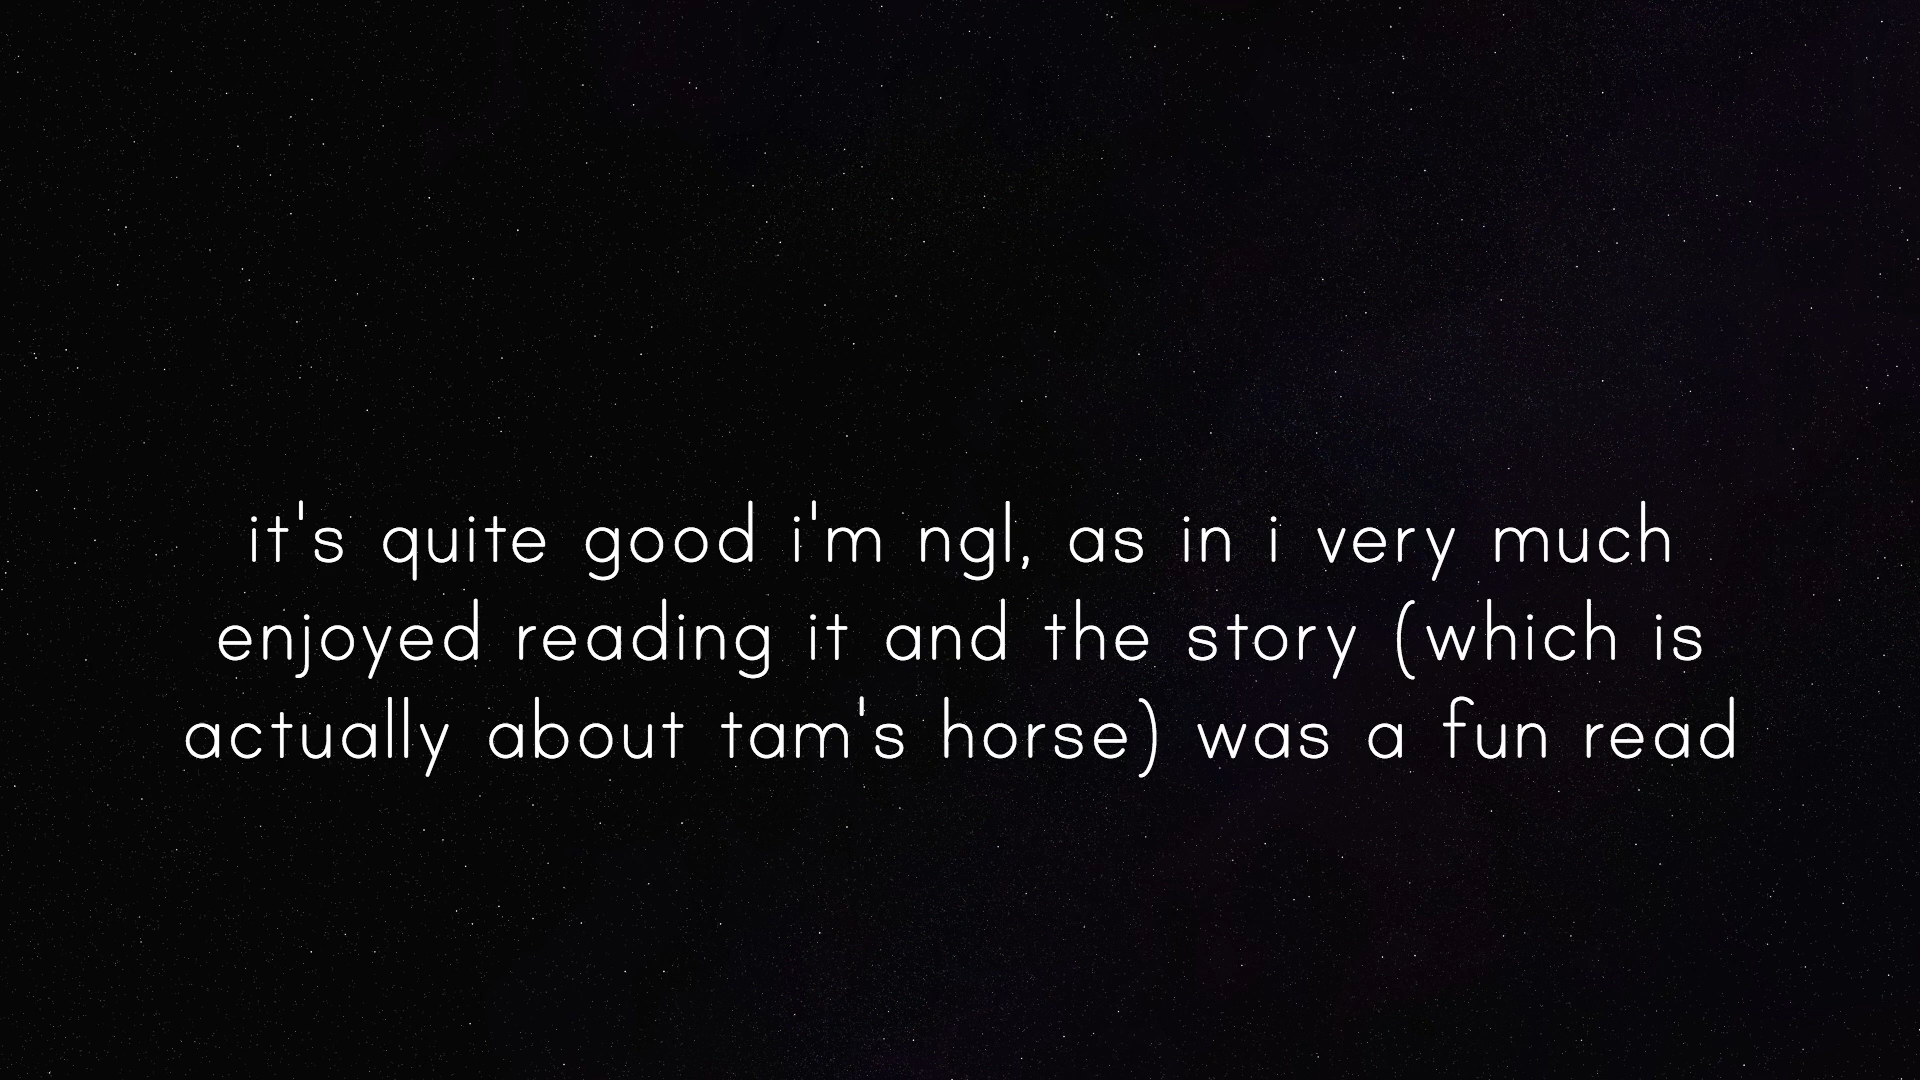 it's quite good i'm ngl, as in i very much
enjoyed reading it and the story (which is
actually about tam's horse) was a fun read